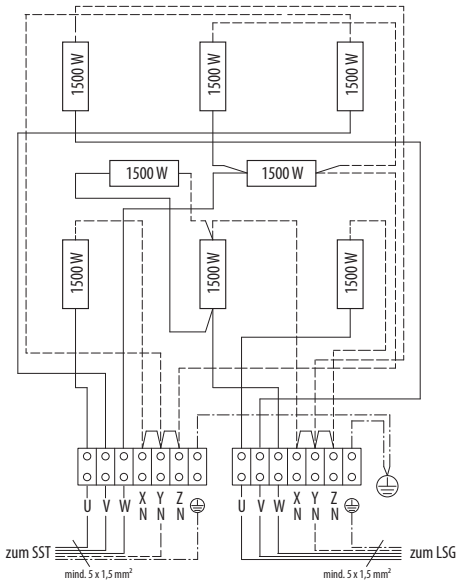 1500 W
1500 W
1500 W
1500 W
1500 W
1500 W
1500 W
1500 W
U V W X N Y N Z N
U V W X N Y N Z N
zum SST
zum LSG
mind. 5 x 1,5 mm²
mind. 5 x 1,5 mm²